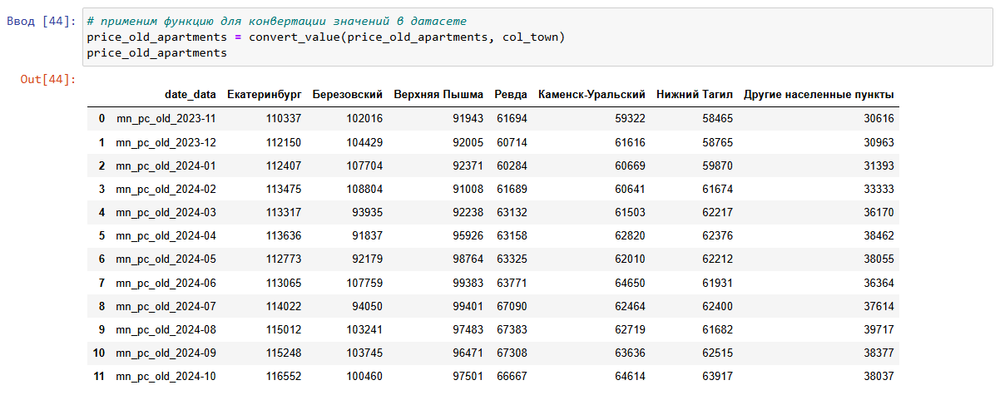 Ввод [44]: # применим функцию для конвертации значений в датасете
price_old_apartments = convert_value(price_old_apartments, col_town)
price_old_apartments
Out[44]:
date_data Екатеринбург Березовский Верхняя Пышма Ревда Каменск-Уральский Нижний Тагил Другие населенные пункты
0 mn_pc_old_2023-11 110337 102016 91943 61694 59322 58465 30616
1 mn_pc_old_2023-12 112150 104429 92005 60714 61616 58765 30963
2 mn_pc_old_2024-01 112407 107704 92371 60284 60669 59870 31393
3 mn_pc_old_2024-02 113475 108804 91008 61689 60641 61674 33333
4 mn_pc_old_2024-03 113317 93935 92238 63132 61503 62217 36170
5 mn_pc_old_2024-04 113636 91837 95926 63158 62820 62376 38462
6 mn_pc_old_2024-05 112773 92179 98764 63325 62010 62212 38055
7 mn_pc_old_2024-06 113065 107759 99383 63771 64650 61931 36364
8 mn_pc_old_2024-07 114022 94050 99401 67090 62464 62400 37614
9 mn_pc_old_2024-08 115012 103241 97483 67383 62719 61682 39717
10 mn_pc_old_2024-09 115248 103745 96471 67308 63636 62515 38377
11 mn_pc_old_2024-10 116552 100460 97501 66667 64614 63917 38037